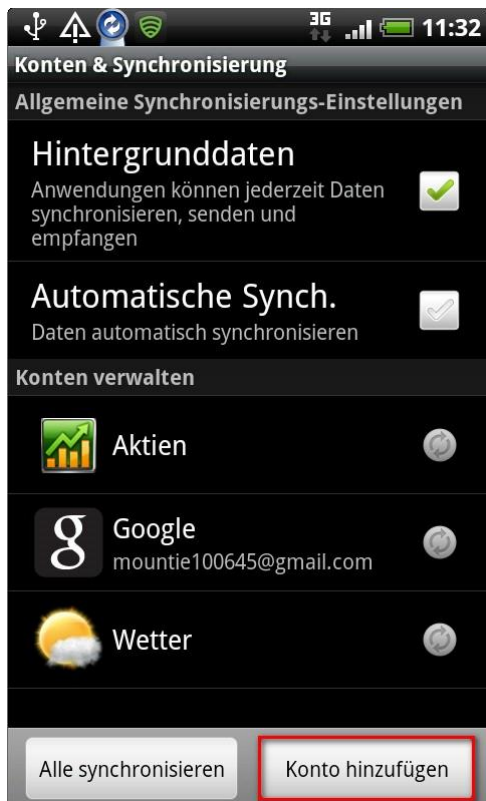 3G 11:32
Konten & Synchronisierung
Allgemeine Synchronisierungs-Einstellungen
Hintergrunddaten
Anwendungen können jederzeit Daten
synchronisieren, senden und
empfangen
Automatische Synch.
Daten automatisch synchronisieren
Konten verwalten
Aktien
g
Google
mountie100645@gmail.com
Wetter
Alle synchronisieren
Konto hinzufügen